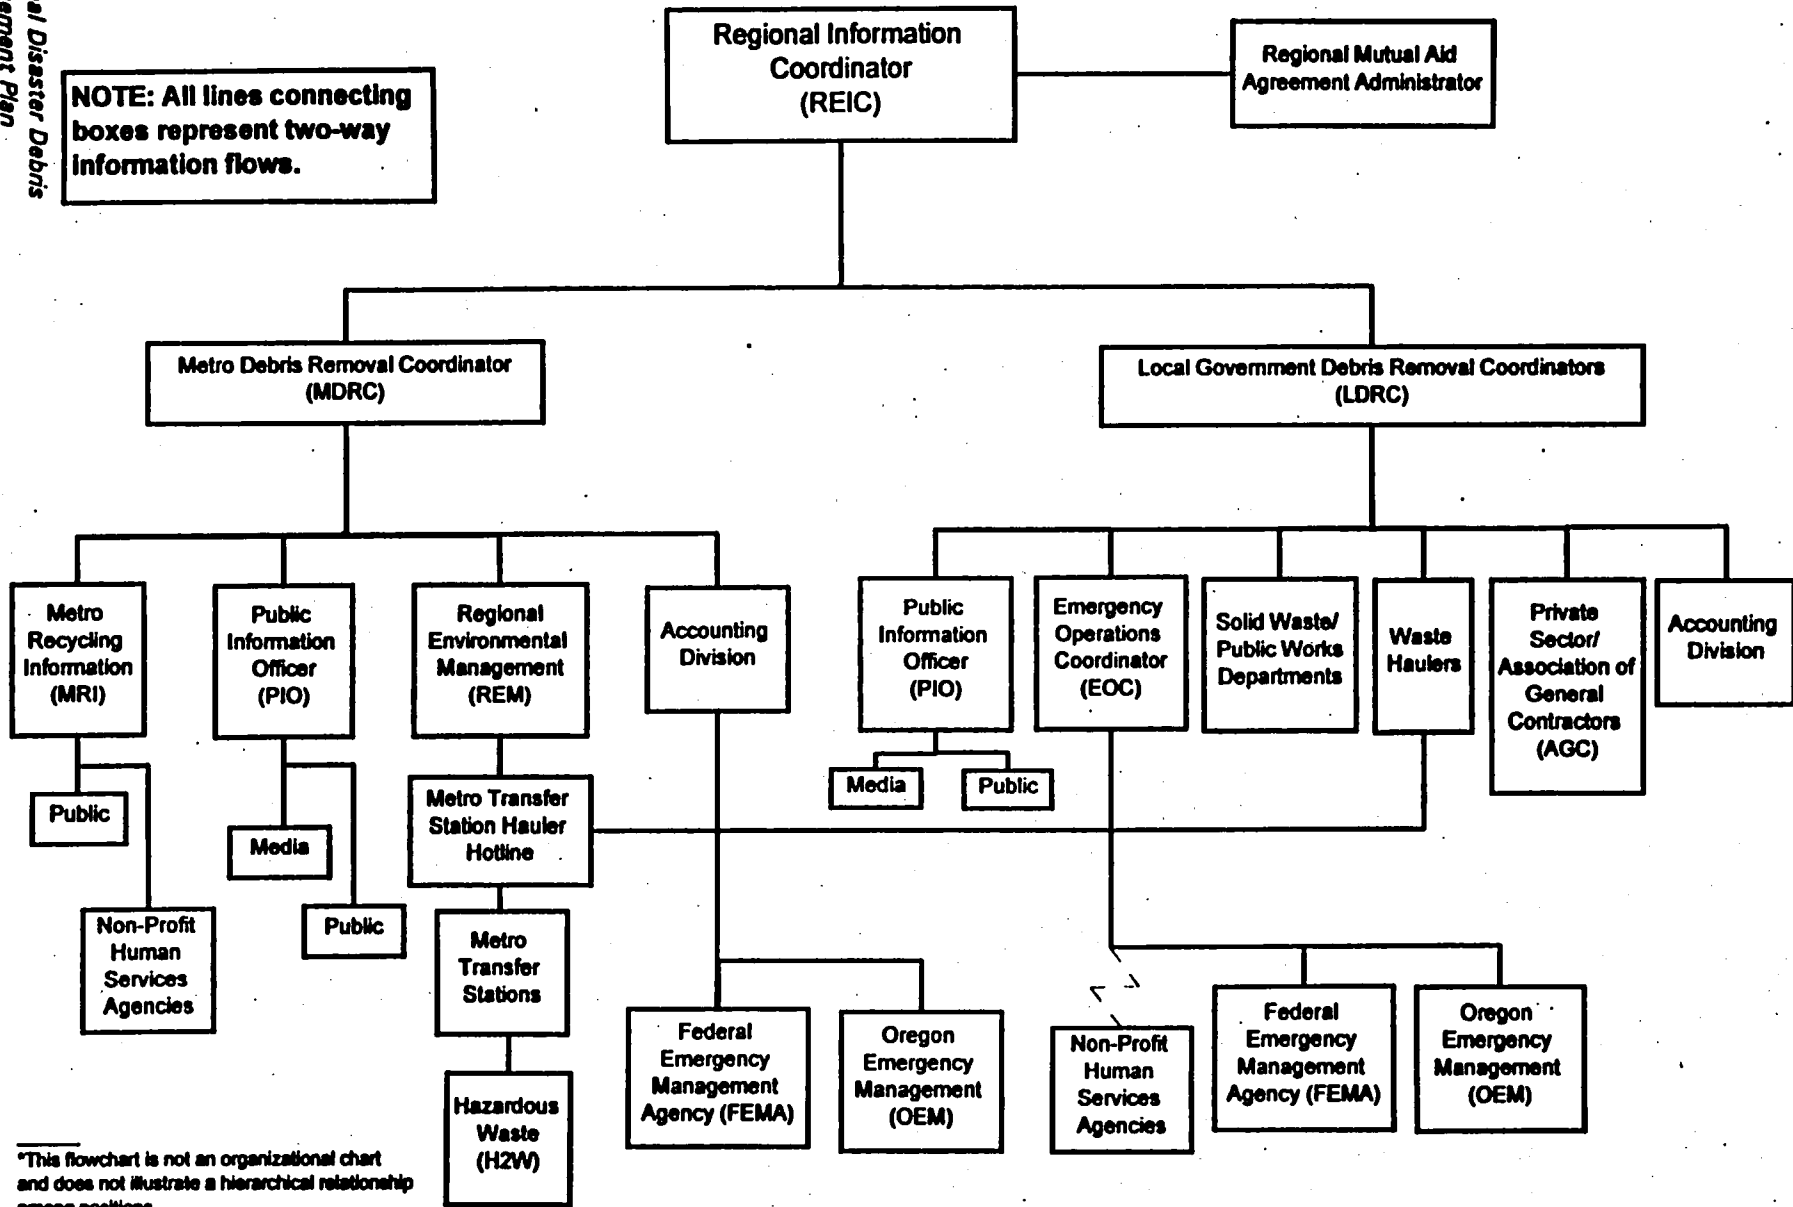 al Disaster Debris
ement Plan
NOTE: All lines connecting
boxes represent two-way
information flows.
Regional Information
Coordinator
(REIC)
Regional Mutual Aid
Agreement Administrator
Metro Debris Removal Coordinator
(MDRC)
Local Government Debris Removal Coordinators
(LDRC)
Metro
Recycling
Information
(MRI)
Public
Information
Officer
(PIO)
Regional
Environmental
Management
(REM)
Accounting
Division
Public
Information
Officer
(PIO)
Emergency
Operations
Coordinator
(EOC)
Solid Waste/
Public Works
Departments
Waste
Haulers
Private
Sector/
Association of
General
Contractors
(AGC)
Accounting
Division
Public
Media
Metro Transfer
Station Hauler
Hotline
Media
Public
Non-Profit
Human
Services
Agencies
Public
Metro
Transfer
Stations
Federal
Emergency
Management
Agency (FEMA)
Oregon
Emergency
Management
(OEM)
Non-Profit
Human
Services
Agencies
Federal
Emergency
Management
Agency (FEMA)
Oregon
Emergency
Management
(OEM)
Hazardous
Waste
(H2W)
*This flowchart is not an organizational chart
and does not illustrate a hierarchical relationship
among positions